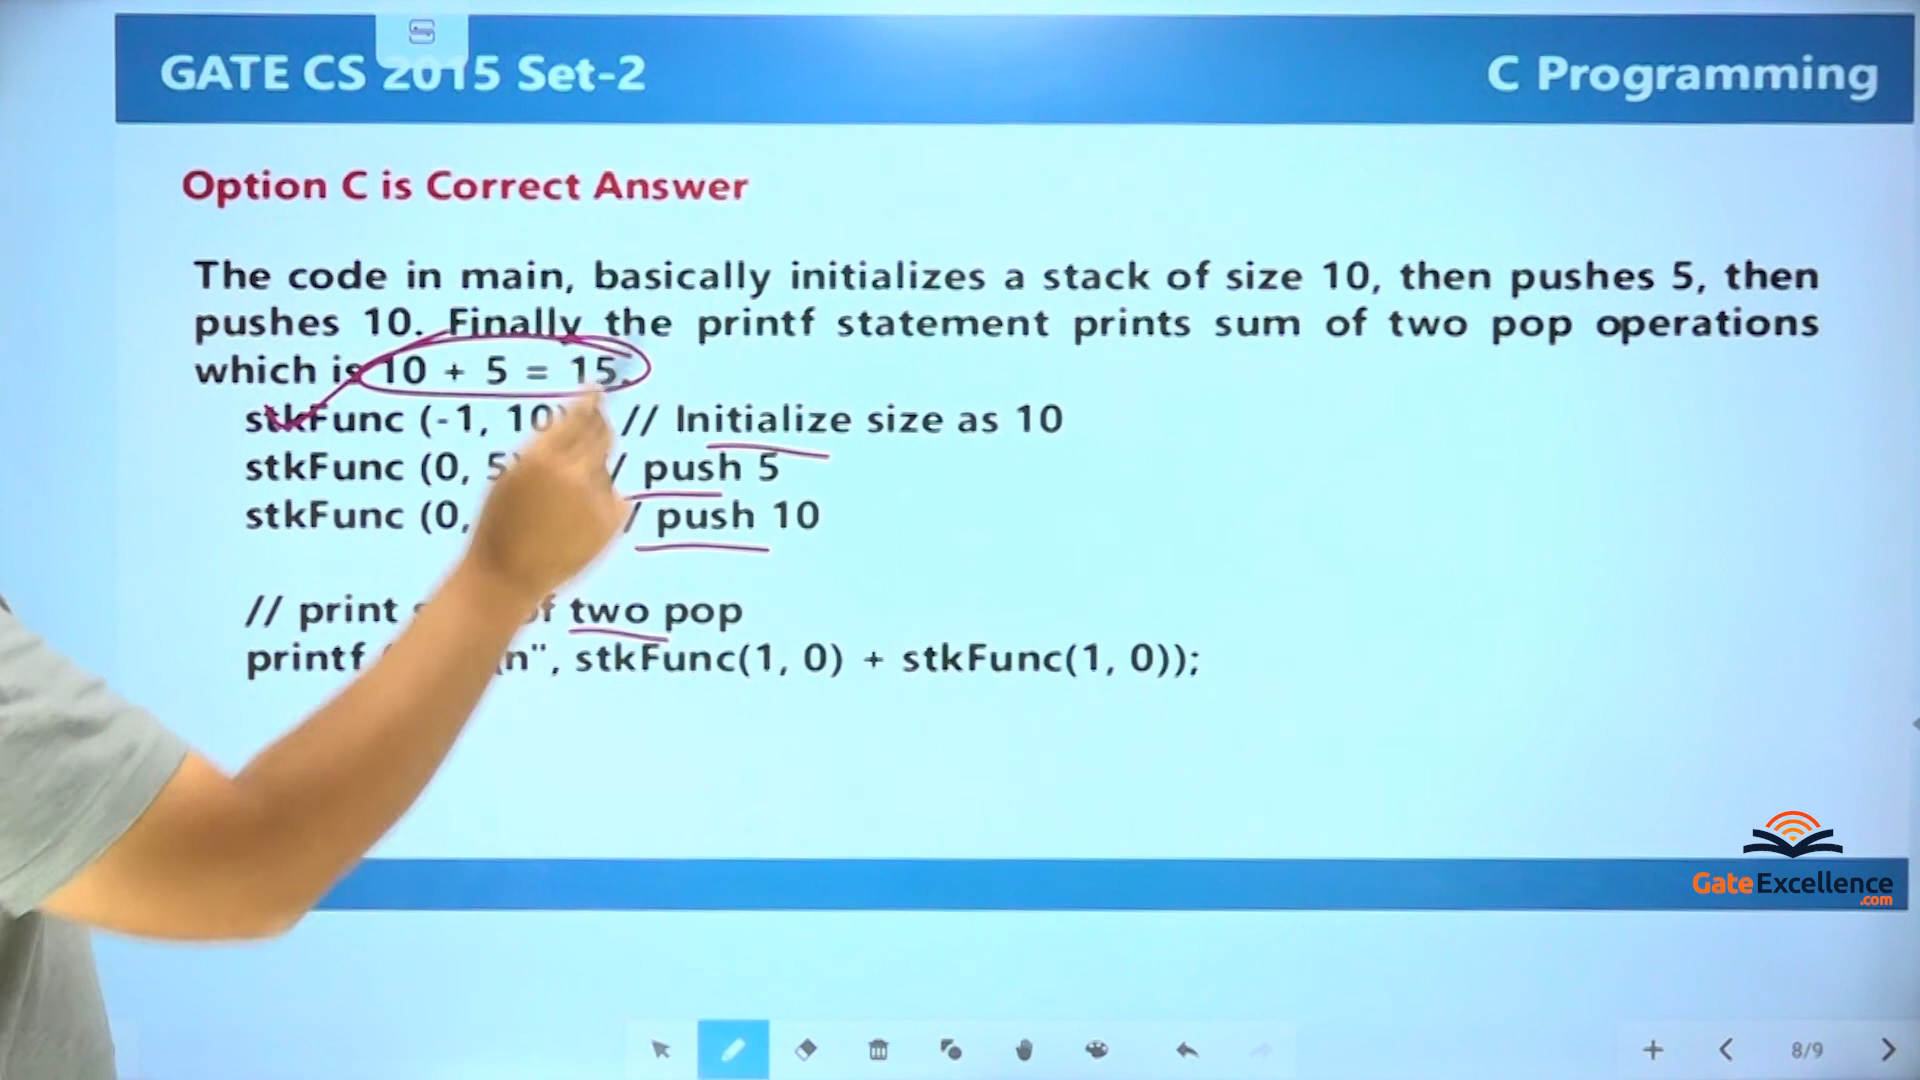 GATE CS 2015 Set-2
C Programming
Option C is Correct Answer
The code in main, basically initializes a stack of size 10, then pushes 5, then
pushes 10. Finally the printf statement prints sum of two pop operations
which is 10 + 5 = 15.
stkFunc (-1, 10) // Initialize size as 10
stkFunc (0, 5) / push 5
stkFunc (0, / push 10
// print of two pop
printf n", stkFunc(1, 0) + stkFunc(1, 0));
GateExcellence
.com
8/9